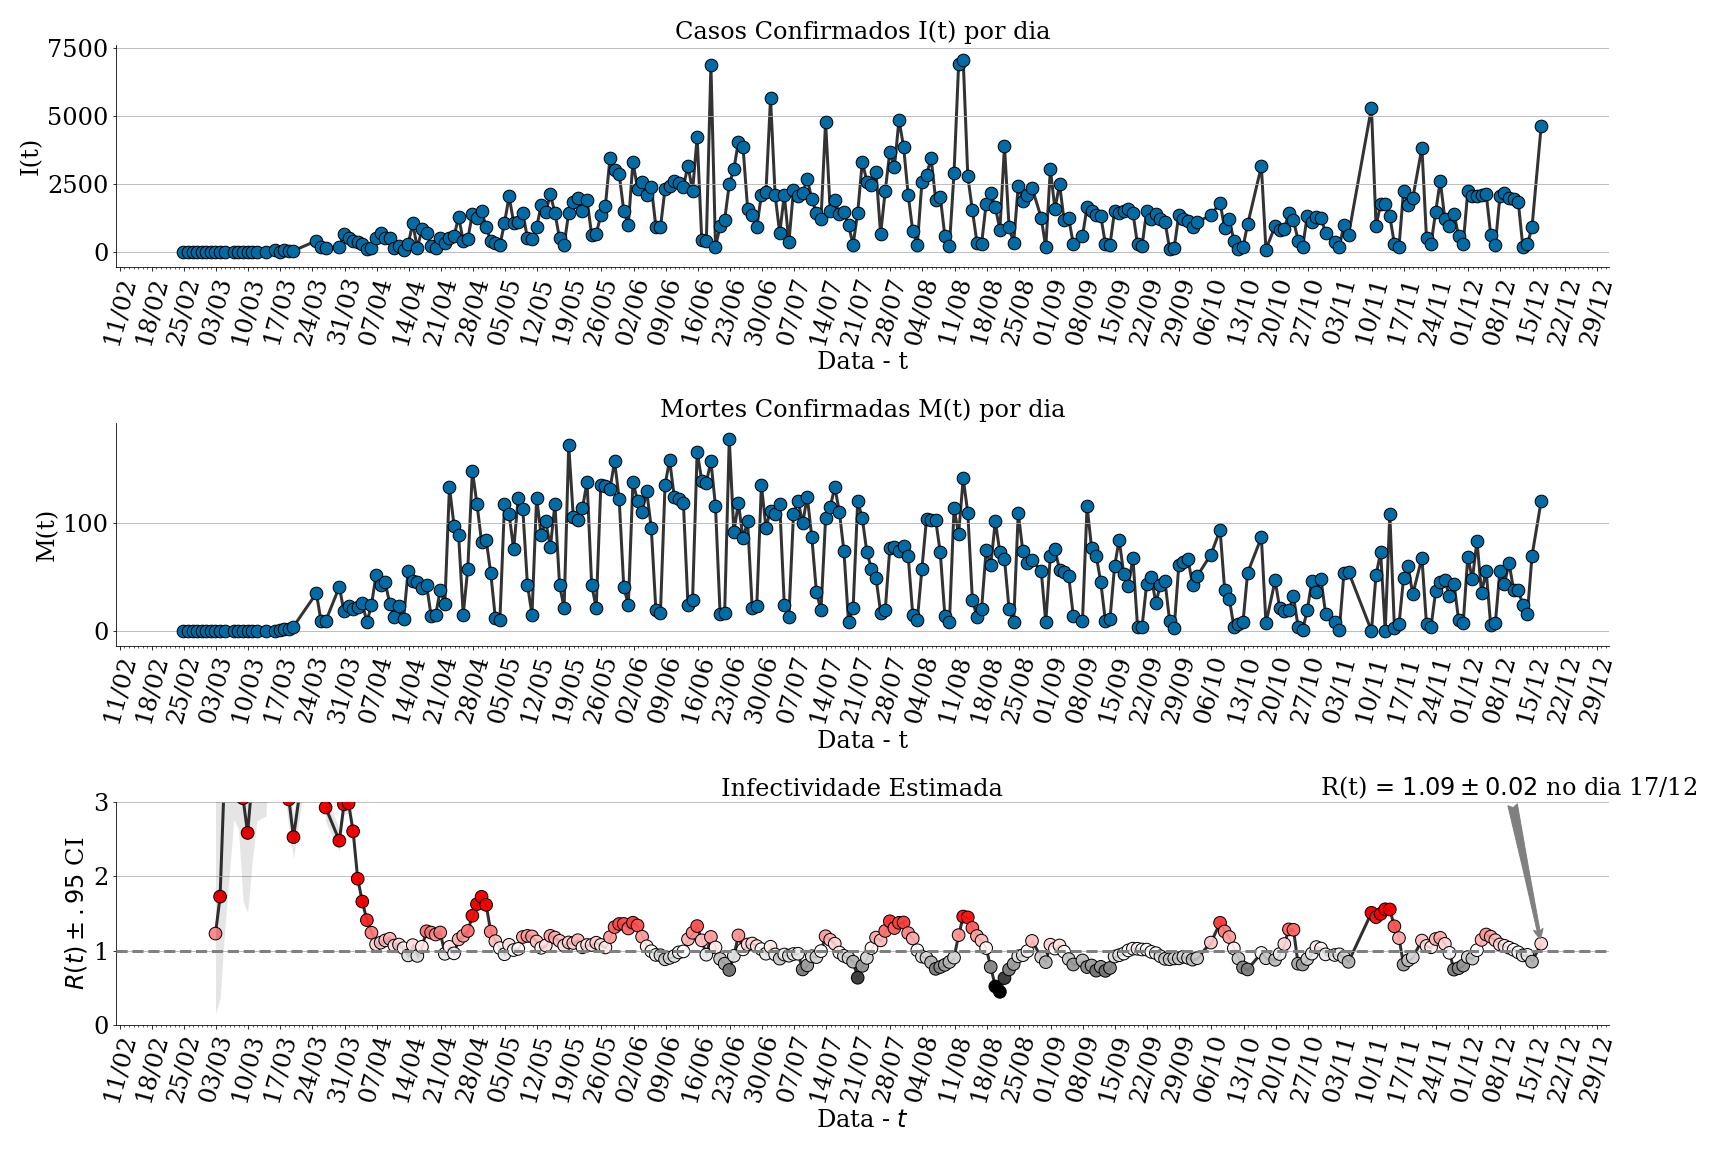 Casos Confirmados I(t) por dia
7500
5000
2500
0
I(t)
11/02 18/02 25/02 03/03 10/03 17/03 24/03 31/03 07/04 14/04 21/04 28/04 05/05 12/05 19/05 26/05 02/06 09/06 16/06 23/06 30/06 07/07 14/07 21/07 28/07 04/08 11/08 18/08 25/08 01/09 08/09 15/09 22/09 29/09 06/10 13/10 20/10 27/10 03/11 10/11 17/11 24/11 01/12 08/12 15/12 22/12 29/12
Data - t
Mortes Confirmadas M(t) por dia
100
0
M(t)
11/02 18/02 25/02 03/03 10/03 17/03 24/03 31/03 07/04 14/04 21/04 28/04 05/05 12/05 19/05 26/05 02/06 09/06 16/06 23/06 30/06 07/07 14/07 21/07 28/07 04/08 11/08 18/08 25/08 01/09 08/09 15/09 22/09 29/09 06/10 13/10 20/10 27/10 03/11 10/11 17/11 24/11 01/12 08/12 15/12 22/12 29/12
Data - t
Infectividade Estimada
R(t) = 1.09 ± 0.02 no dia 17/12
3
2
1
0
R(t) ± .95 CI
11/02 18/02 25/02 03/03 10/03 17/03 24/03 31/03 07/04 14/04 21/04 28/04 05/05 12/05 19/05 26/05 02/06 09/06 16/06 23/06 30/06 07/07 14/07 21/07 28/07 04/08 11/08 18/08 25/08 01/09 08/09 15/09 22/09 29/09 06/10 13/10 20/10 27/10 03/11 10/11 17/11 24/11 01/12 08/12 15/12 22/12 29/12
Data - t